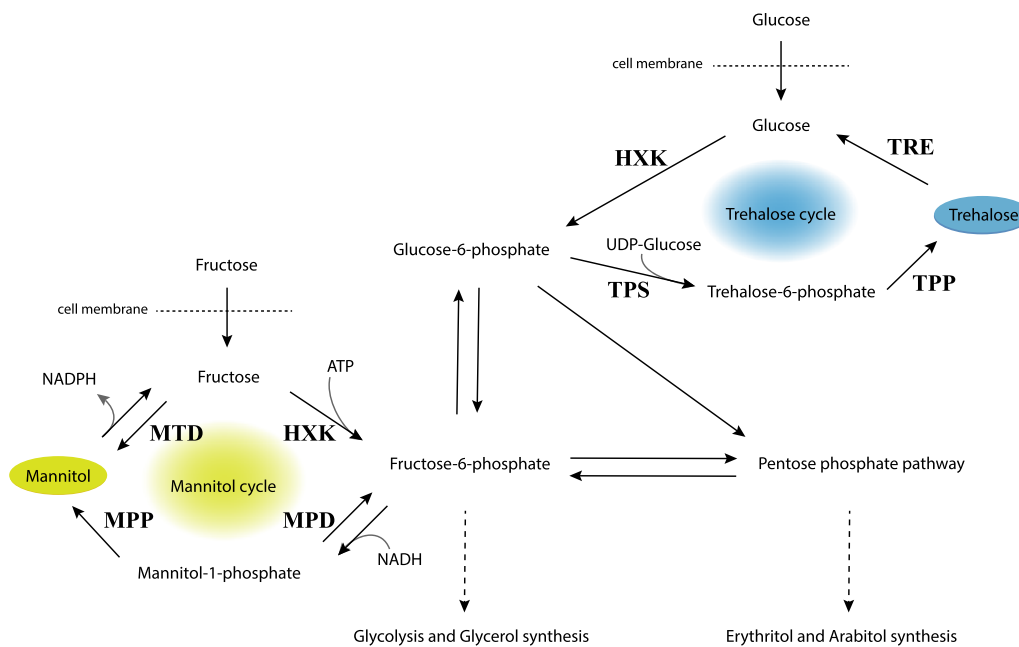 Glucose
cell membrane
Glucose
HXK
TRE
Trehalose cycle
Trehalose
Glucose-6-phosphate
UDP-Glucose
TPS
Trehalose-6-phosphate
TPP
Fructose
cell membrane
Fructose
NADPH
ATP
MTD
HXK
Mannitol
Mannitol cycle
Fructose-6-phosphate
Pentose phosphate pathway
MPP
MPD
NADH
Mannitol-1-phosphate
Glycolysis and Glycerol synthesis
Erythritol and Arabitol synthesis